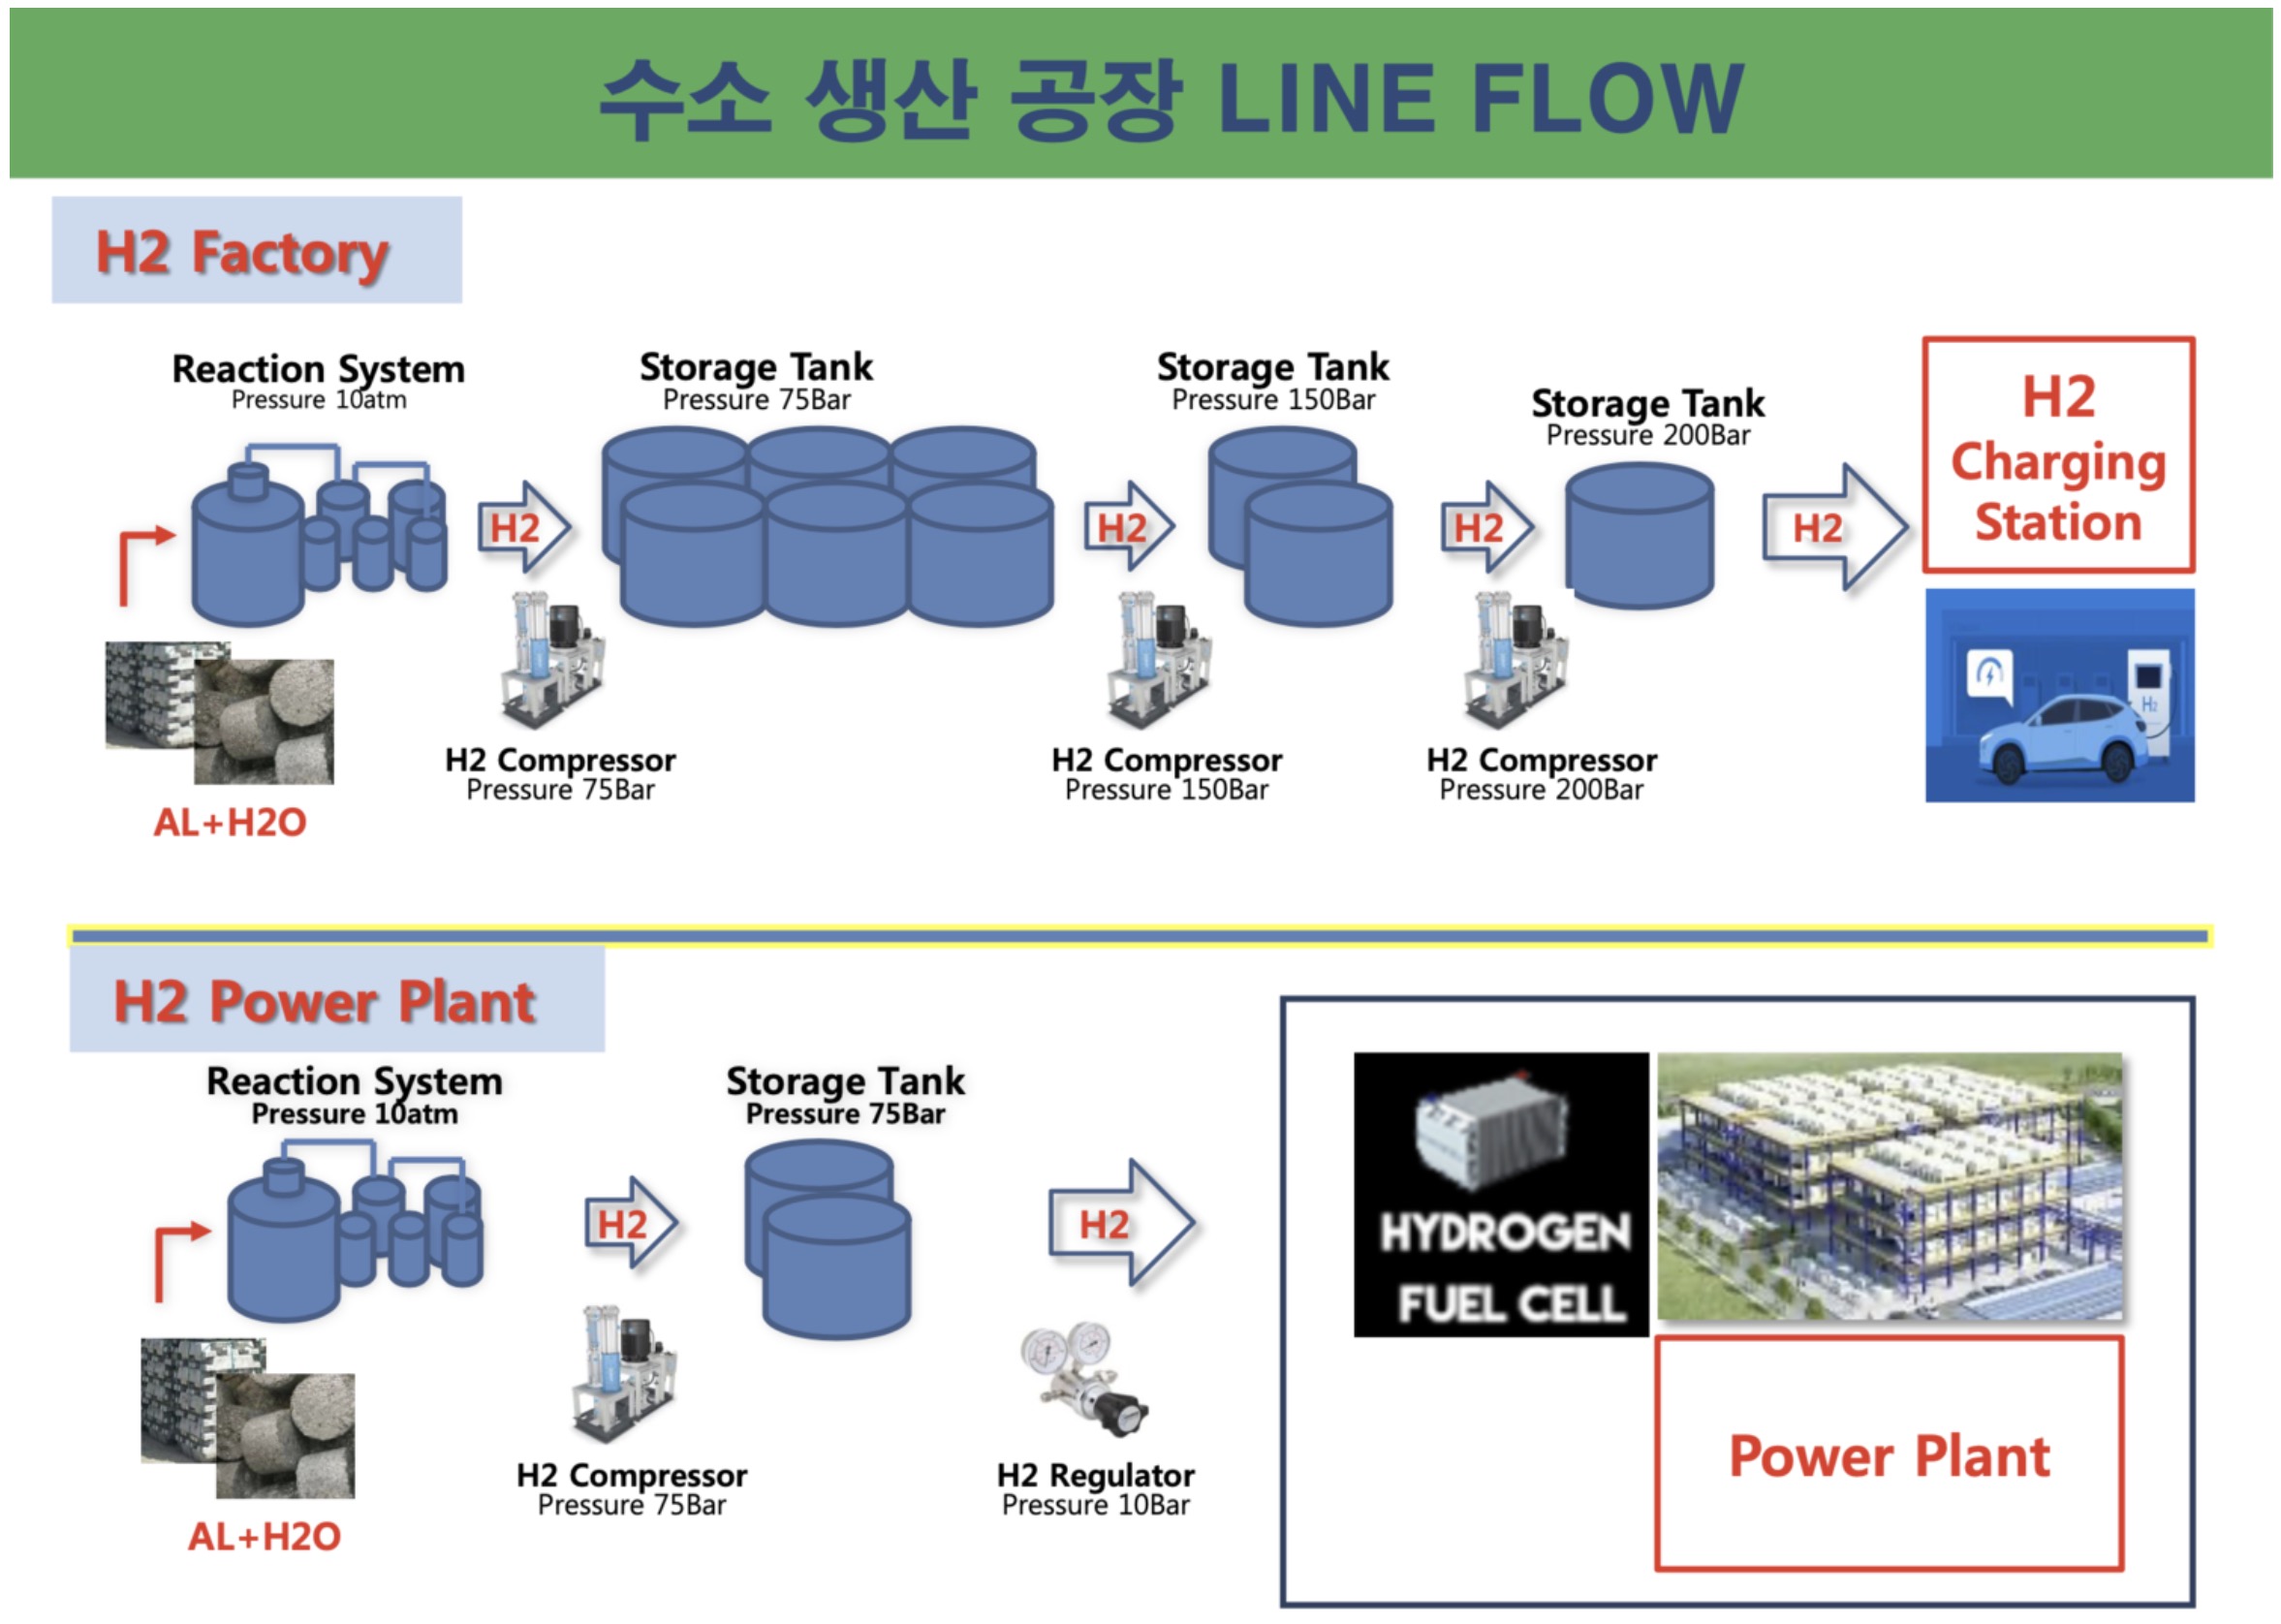 수소 생산 공장 LINE FLOW
H2 Factory
Reaction System
Pressure 10atm
Storage Tank
Pressure 75Bar
Storage Tank
Pressure 150Bar
Storage Tank
Pressure 200Bar
H2
Charging
Station
H2
H2
H2
H2
H2
AL+H2O
H2 Compressor
Pressure 75Bar
H2 Compressor
Pressure 150Bar
H2 Compressor
Pressure 200Bar
H2 Power Plant
Reaction System
Pressure 10atm
Storage Tank
Pressure 75Bar
H2
H2
HYDROGEN
FUEL CELL
AL+H2O
H2 Compressor
Pressure 75Bar
H2 Regulator
Pressure 10Bar
Power Plant